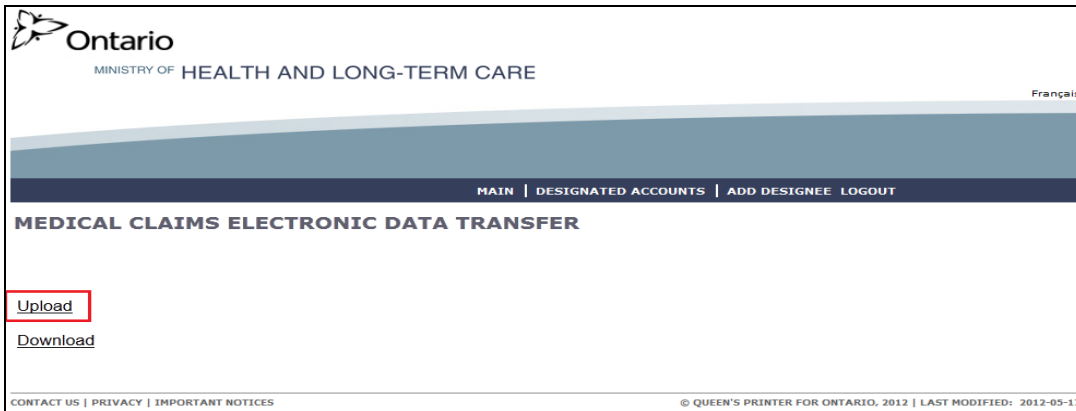 Ontario
MINISTRY OF HEALTH AND LONG-TERM CARE
Français
MAIN | DESIGNATED ACCOUNTS | ADD DESIGNEE LOGOUT
MEDICAL CLAIMS ELECTRONIC DATA TRANSFER
Upload
Download
CONTACT US | PRIVACY | IMPORTANT NOTICES © QUEEN'S PRINTER FOR ONTARIO, 2012 | LAST MODIFIED: